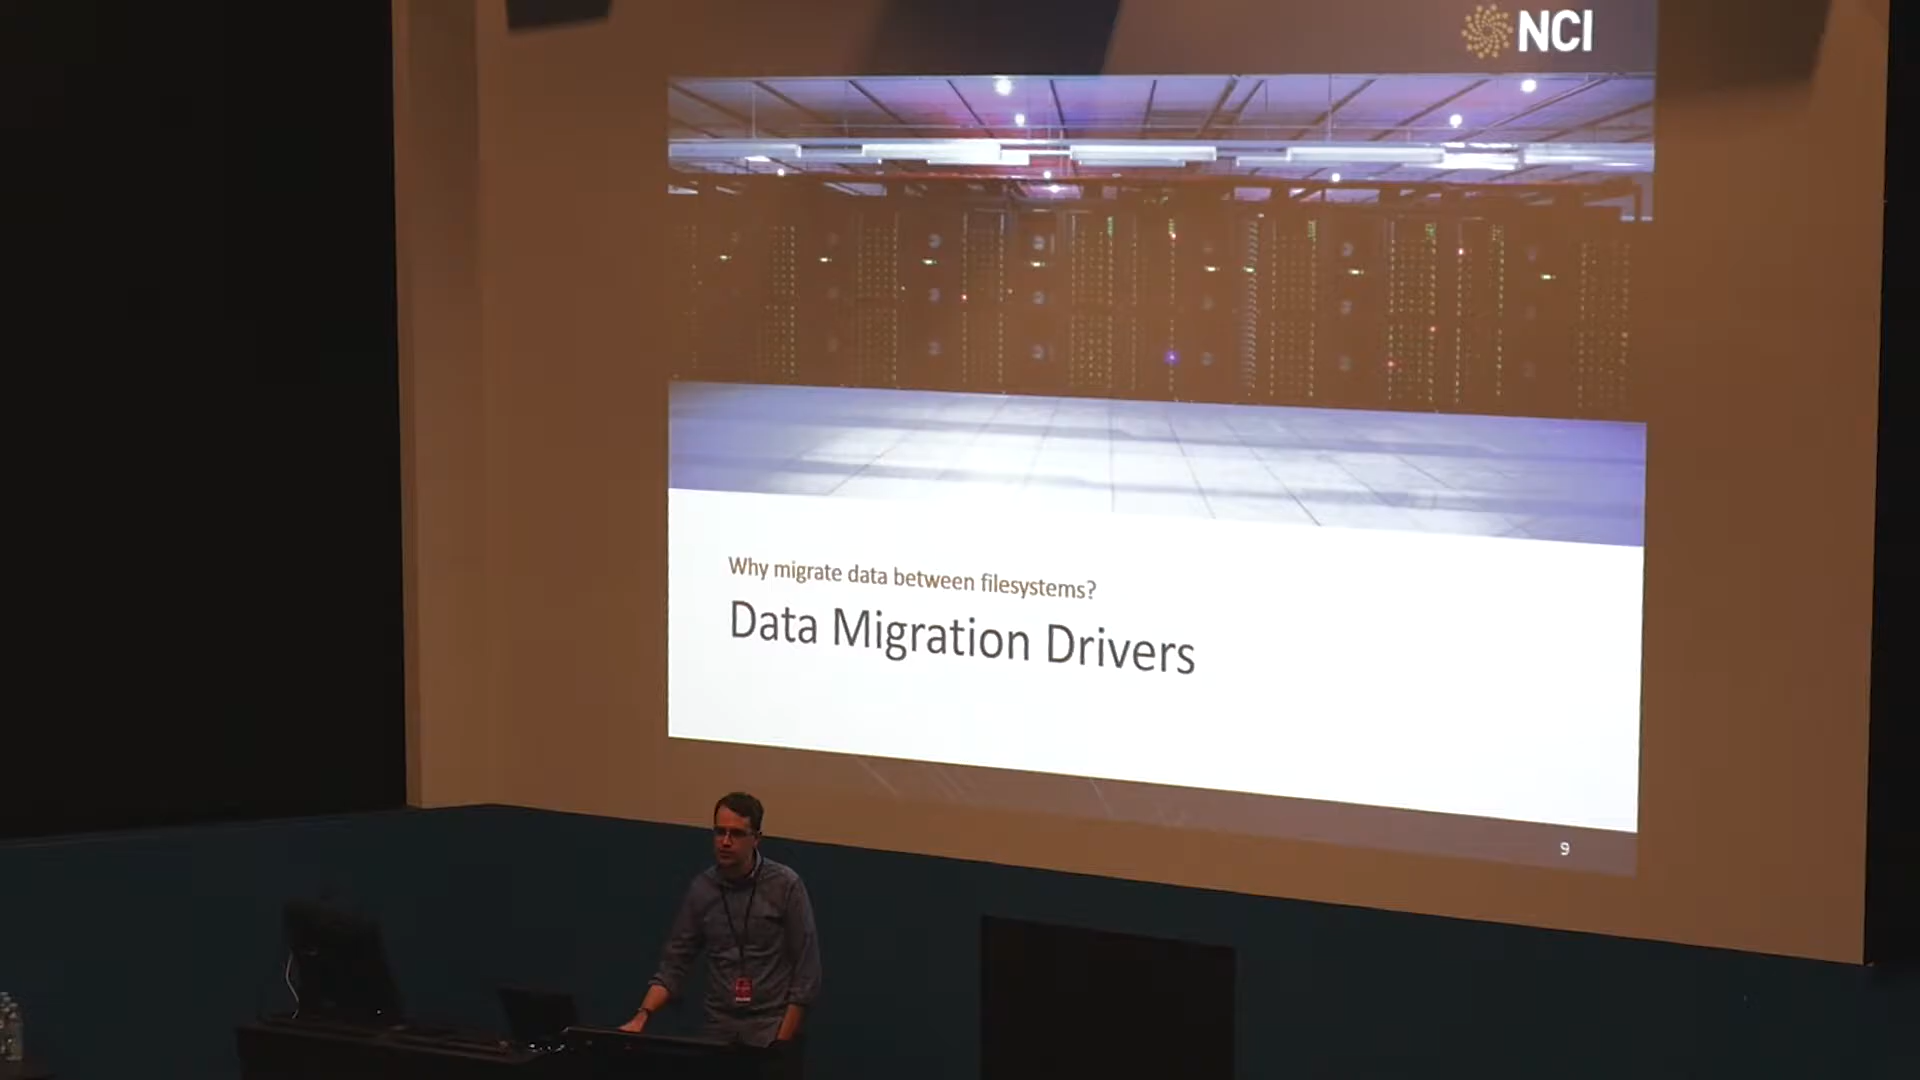 NCI
Why migrate data between filesystems?
Data Migration Drivers
9